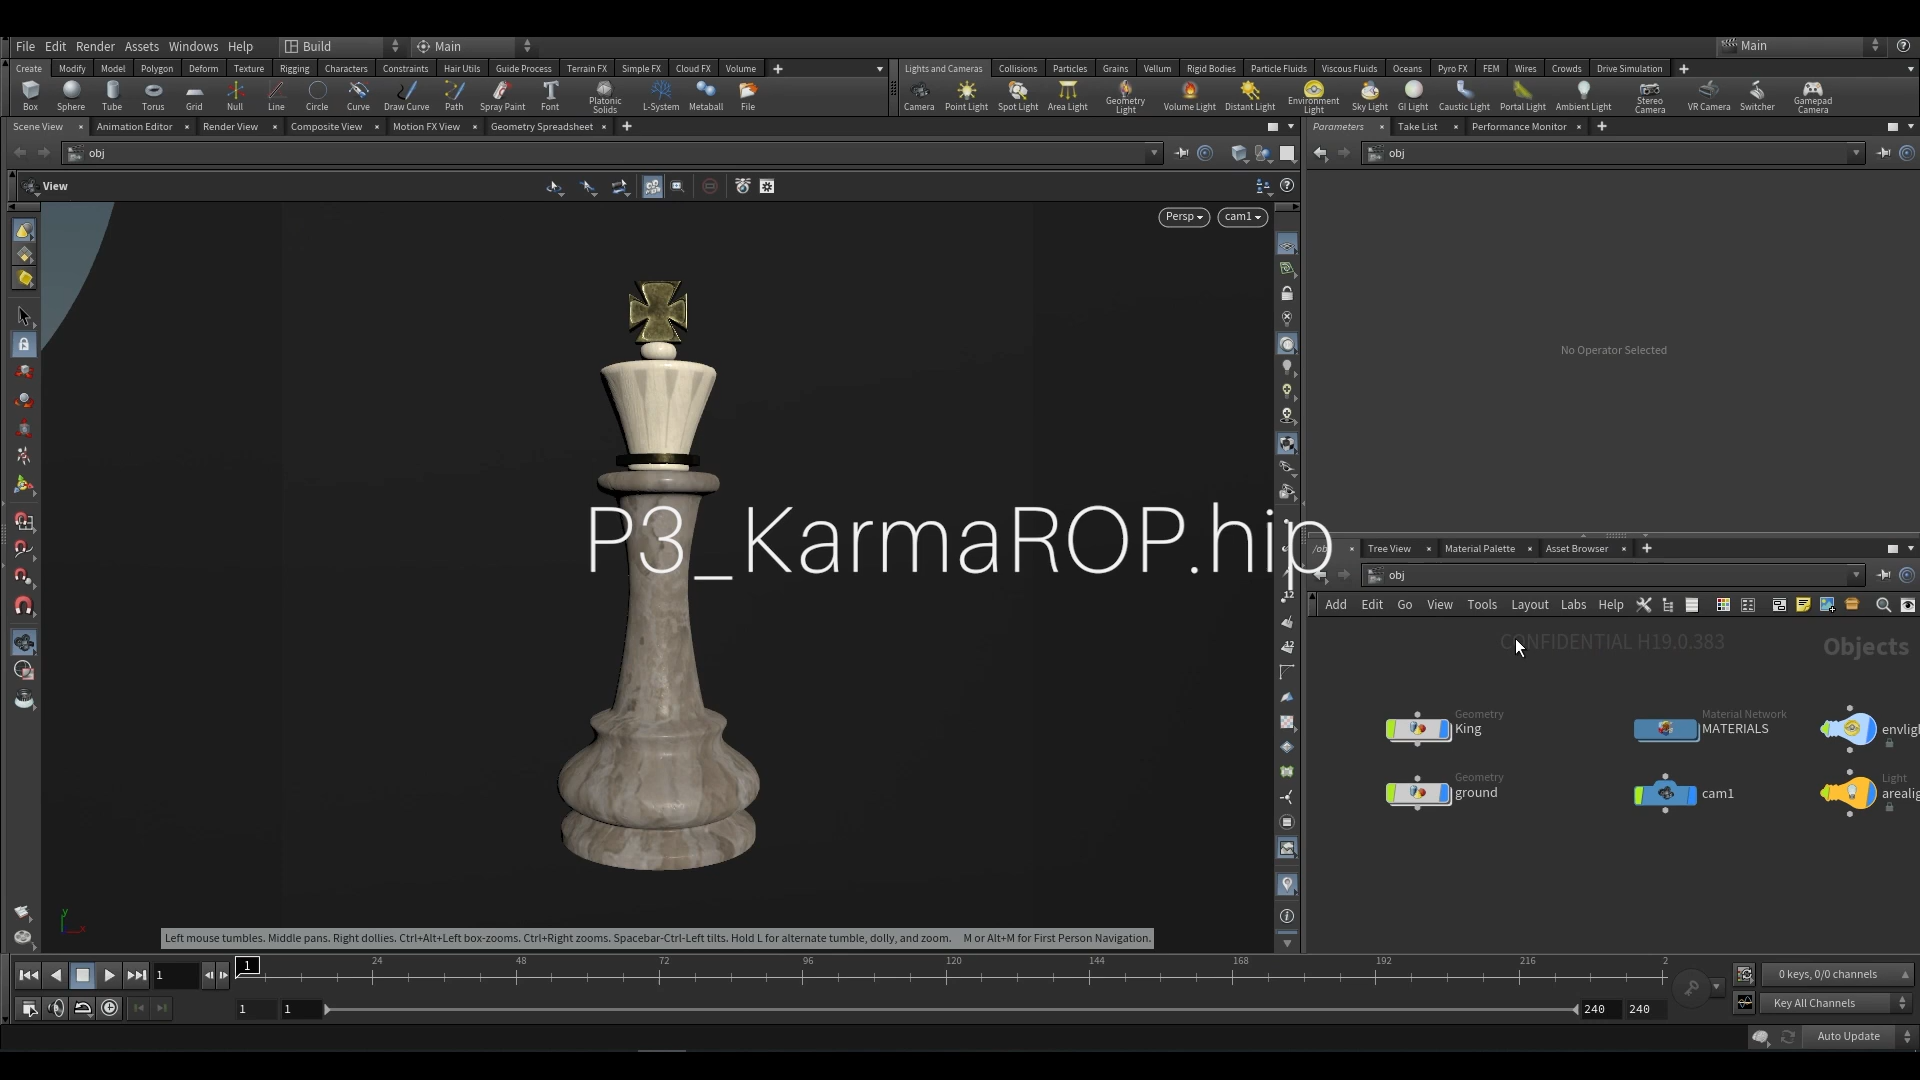 File Edit Render Assets Windows Help Build Main Main
Create Modify Model Polygon Deform Texture Rigging Characters Constraints Hair Utils Guide Process Terrain FX Simple FX Cloud FX Volume
Lights and Cameras Collisions Particles Grains Vellum Rigid Bodies Particle Fluids Viscous Fluids Oceans Pyro FX FEM Wires Crowds Drive Simulation
Box Sphere Tube Torus Grid Null Line Circle Curve Draw Curve Path Spray Paint Font Platonic Solids L-System Metaball File
Camera Point Light Spot Light Area Light Geometry Light Volume Light Distant Light Environment Light Sky Light GI Light Caustic Light Portal Light Ambient Light Stereo Camera VR Camera Switcher Gamepad Camera
Scene View Animation Editor Render View Composite View Motion FX View Geometry Spreadsheet
Parameters Take List Performance Monitor
obj
obj
View
Persp cam1
No Operator Selected
P3_KarmaROP.hip
Tree View Material Palette Asset Browser
obj
Add Edit Go View Tools Layout Labs Help
CONFIDENTIAL H19.0.383
Objects
Geometry
King
Material Network
MATERIALS
envlig
Geometry
ground
cam1
Light
arealig
12
12
y
x
Left mouse tumbles. Middle pans. Right dollies. Ctrl+Alt+Left box-zooms. Ctrl+Right zooms. Spacebar-Ctrl-Left tilts. Hold L for alternate tumble, dolly, and zoom. M or Alt+M for First Person Navigation.
1 1 24 48 72 96 120 144 168 192 216 2
0 keys, 0/0 channels
1 1 240 240
Key All Channels
Auto Update